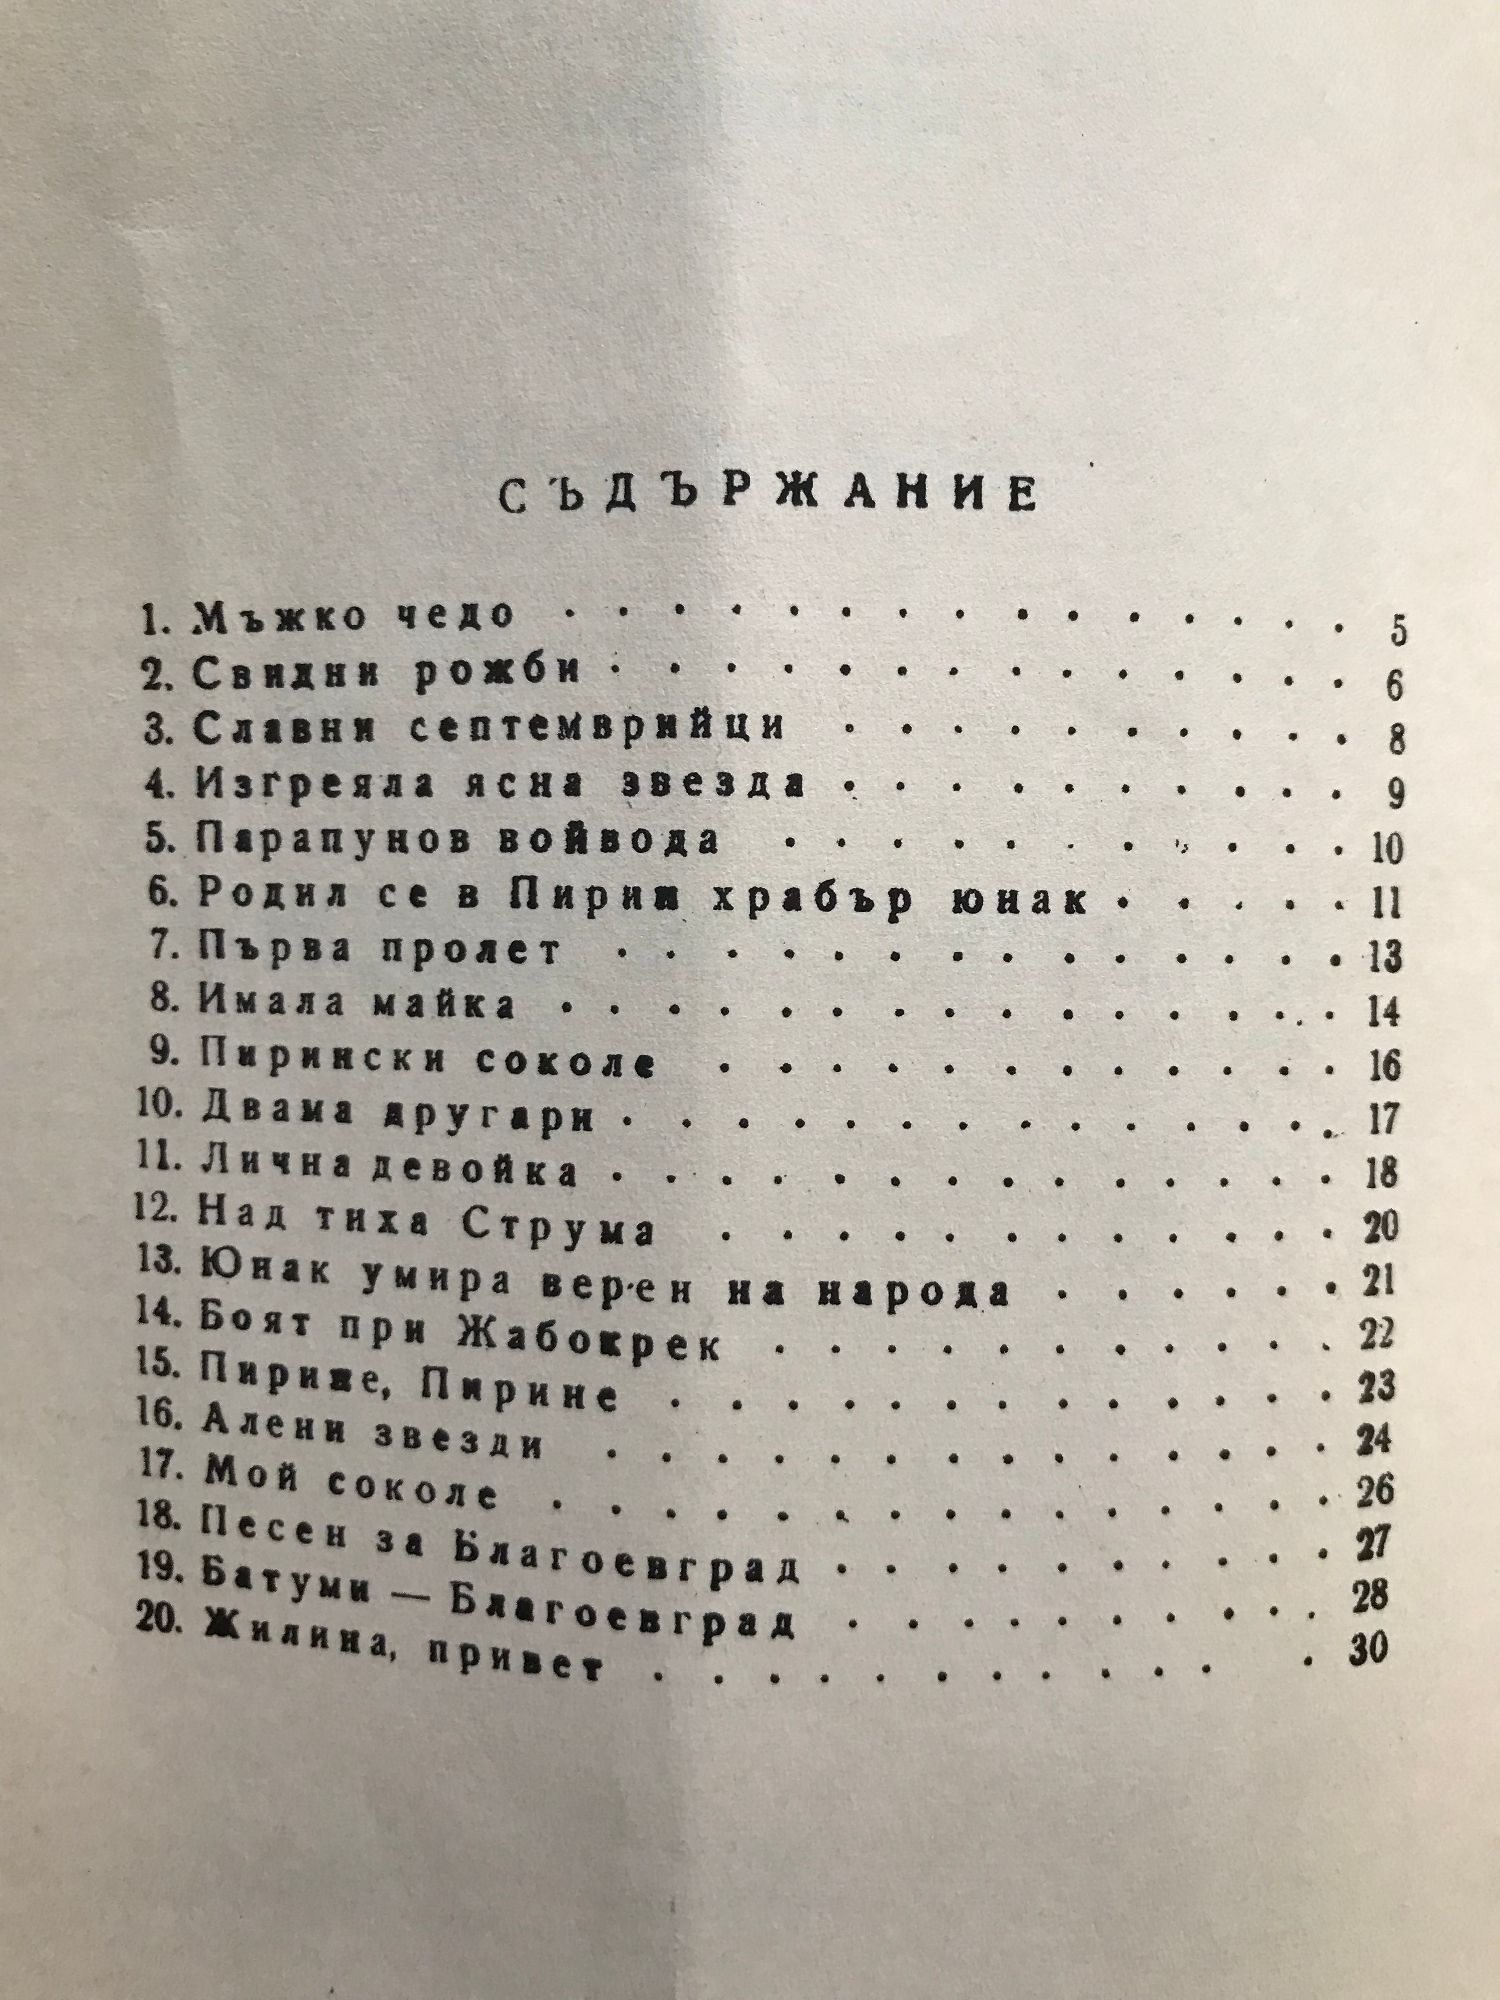 СЪДЪРЖАНИЕ
1. Мъжко чедо . . . . . . . . . . . . . . . 5
2. Свидни рожби . . . . . . . . . . . . . . 6
3. Славни септемврийци . . . . . . . . . . 8
4. Изгреяла ясна звезда . . . . . . . . . . 9
5. Парапунов войвода . . . . . . . . . . . 10
6. Родил се в Пирин храбър юнак . . . . . 11
7. Първа пролет . . . . . . . . . . . . . . 13
8. Имала майка . . . . . . . . . . . . . . . 14
9. Пирински соколе . . . . . . . . . . . . 16
10. Двама другари . . . . . . . . . . . . . . 17
11. Лична девойка . . . . . . . . . . . . . . 18
12. Над тиха Струма . . . . . . . . . . . . 20
13. Юнак умира верен на народа . . . . . . 21
14. Боят при Жабокрек . . . . . . . . . . . 22
15. Пирине, Пирине . . . . . . . . . . . . . 23
16. Алени звезди . . . . . . . . . . . . . . 24
17. Мой соколе . . . . . . . . . . . . . . . 26
18. Песен за Благоевград . . . . . . . . . . 27
19. Батуми — Благоевград . . . . . . . . . 28
20. Жилина, привет . . . . . . . . . . . . 30